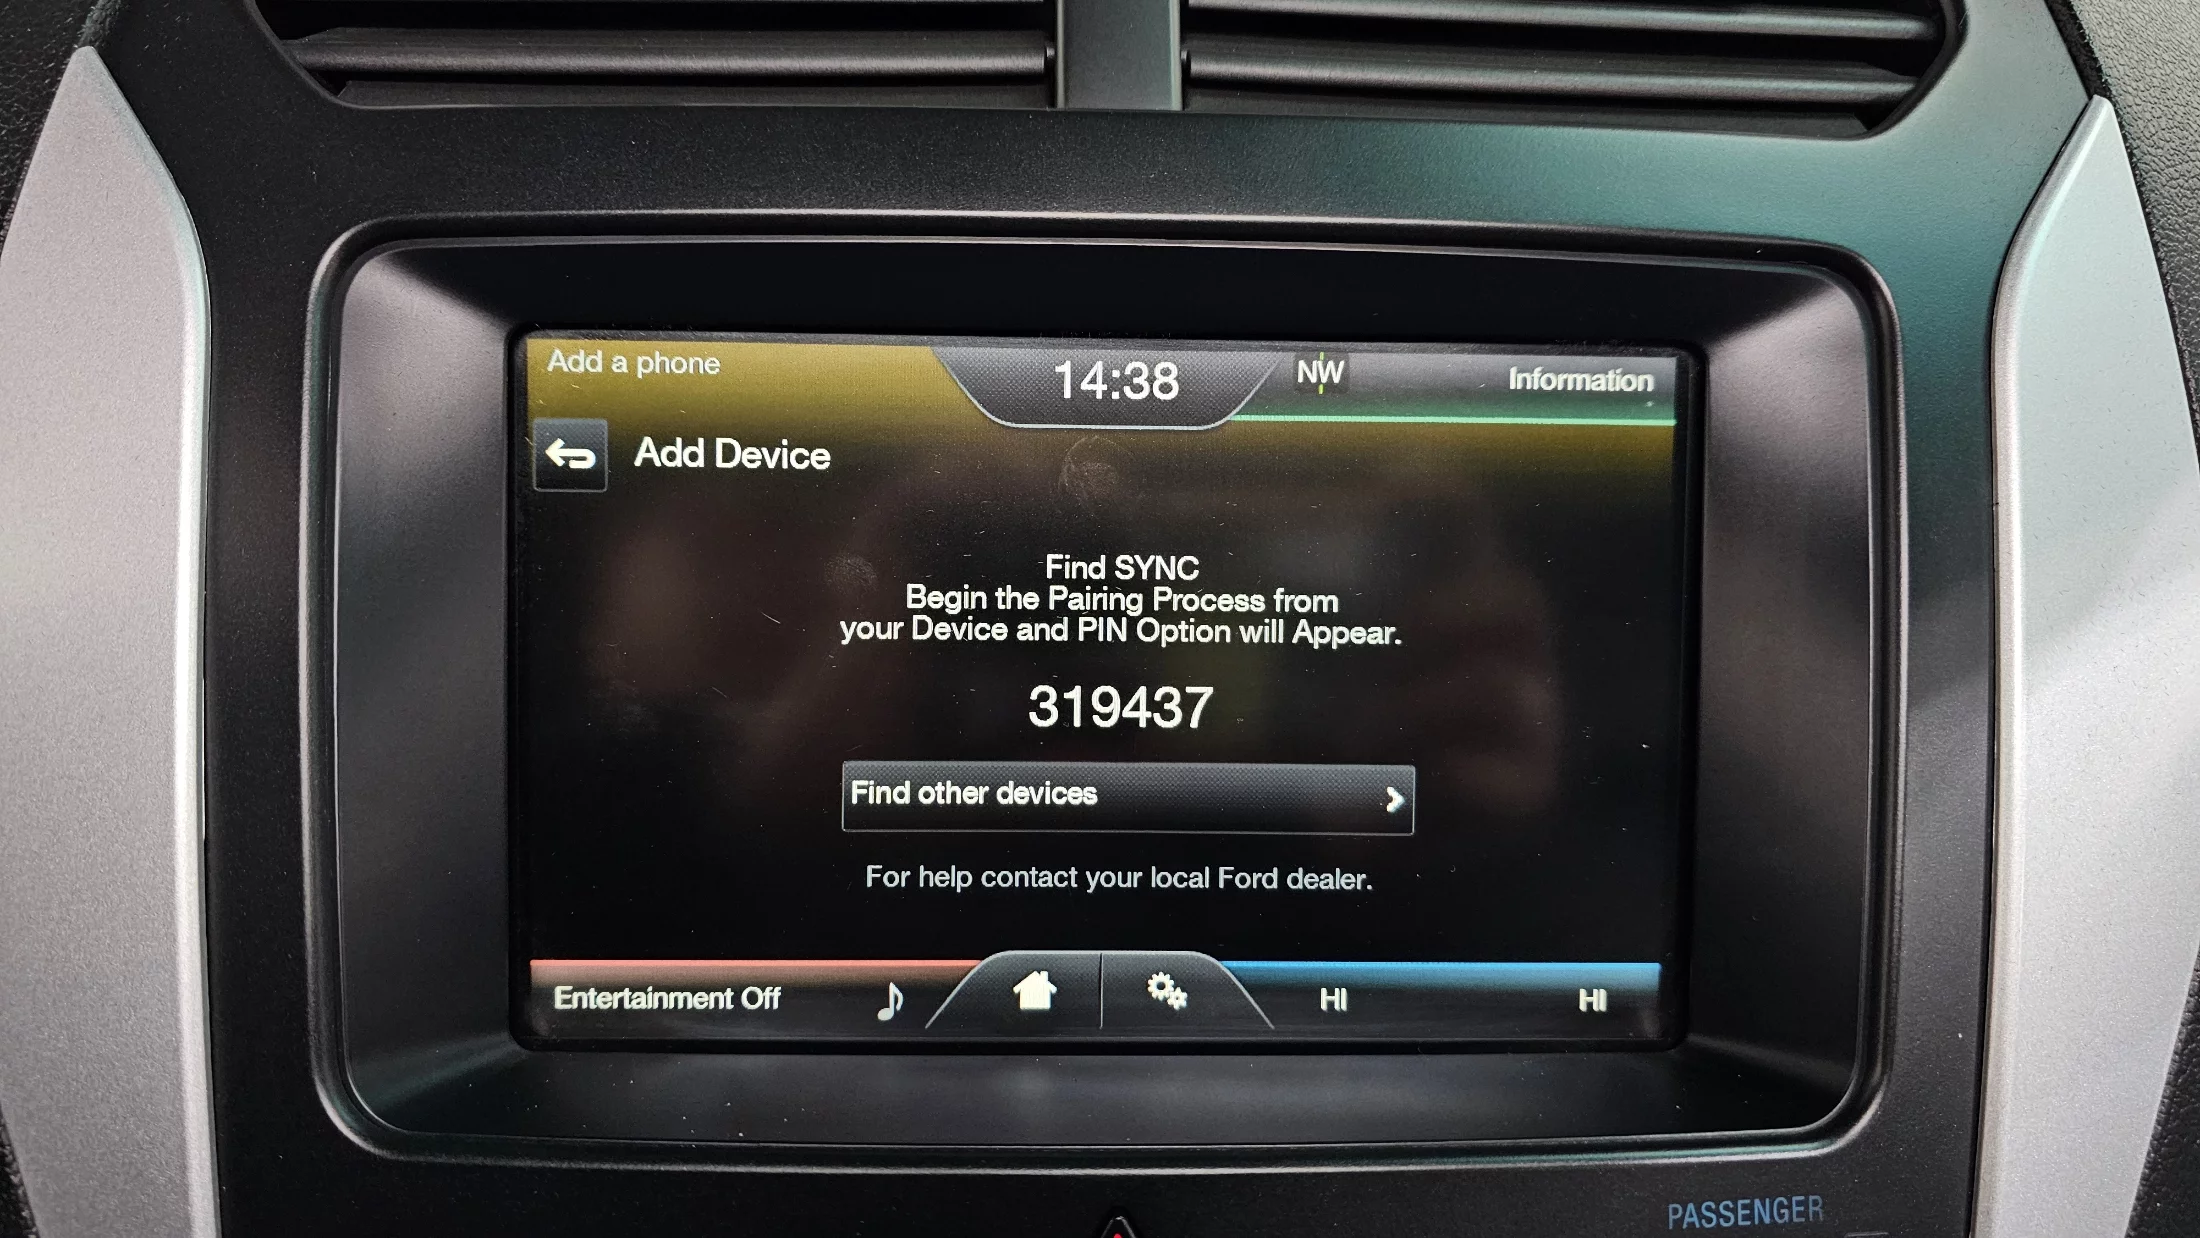 Add a phone
14:38
NW
Information
Add Device
Find SYNC
Begin the Pairing Process from
your Device and PIN Option will Appear.
319437
Find other devices
For help contact your local Ford dealer.
Entertainment Off
HI
HI
PASSENGER